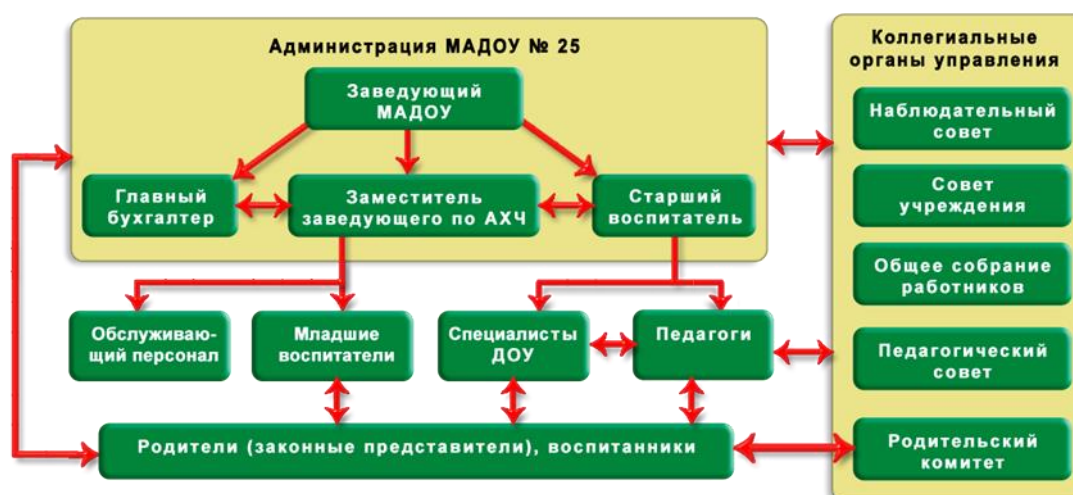 Администрация МАДОУ № 25
Заведующий
МАДОУ
Главный
бухгалтер
Заместитель
заведующего по АХЧ
Старший
воспитатель
Обслуживаю-
щий персонал
Младшие
воспитатели
Специалисты
ДОУ
Педагоги
Родители (законные представители), воспитанники
Коллегиальные
органы управления
Наблюдательный
совет
Совет
учреждения
Общее собрание
работников
Педагогический
совет
Родительский
комитет